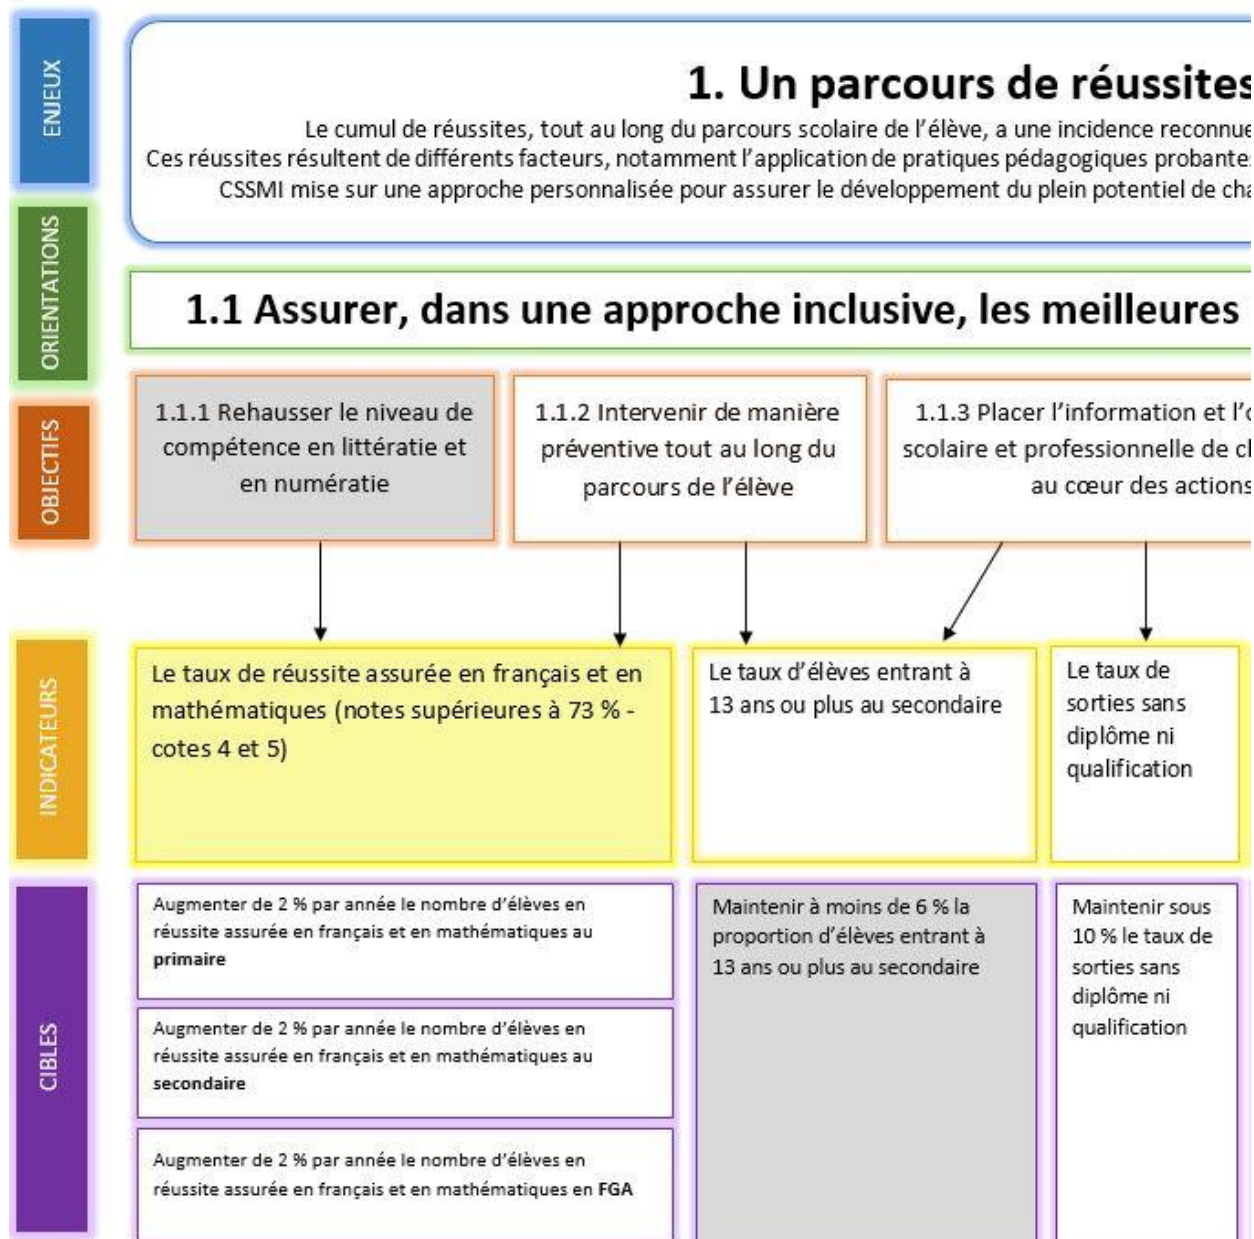 ENJEUX
1. Un parcours de réussites
Le cumul de réussites, tout au long du parcours scolaire de l'élève, a une incidence reconnue
Ces réussites résultent de différents facteurs, notamment l'application de pratiques pédagogiques probantes
CSSMI mise sur une approche personnalisée pour assurer le développement du plein potentiel de cha
ORIENTATIONS
1.1 Assurer, dans une approche inclusive, les meilleures
OBJECTIFS
1.1.1 Rehausser le niveau de
compétence en littératie et
en numératie
1.1.2 Intervenir de manière
préventive tout au long du
parcours de l'élève
1.1.3 Placer l'information et l'o
scolaire et professionnelle de c
au cœur des actions
INDICATEURS
Le taux de réussite assurée en français et en
mathématiques (notes supérieures à 73 % -
cotes 4 et 5)
Le taux d'élèves entrant à
13 ans ou plus au secondaire
Le taux de
sorties sans
diplôme ni
qualification
CIBLES
Augmenter de 2 % par année le nombre d'élèves en
réussite assurée en français et en mathématiques au
primaire
Augmenter de 2 % par année le nombre d'élèves en
réussite assurée en français et en mathématiques au
secondaire
Augmenter de 2 % par année le nombre d'élèves en
réussite assurée en français et en mathématiques en FGA
Maintenir à moins de 6 % la
proportion d'élèves entrant à
13 ans ou plus au secondaire
Maintenir sous
10 % le taux de
sorties sans
diplôme ni
qualification